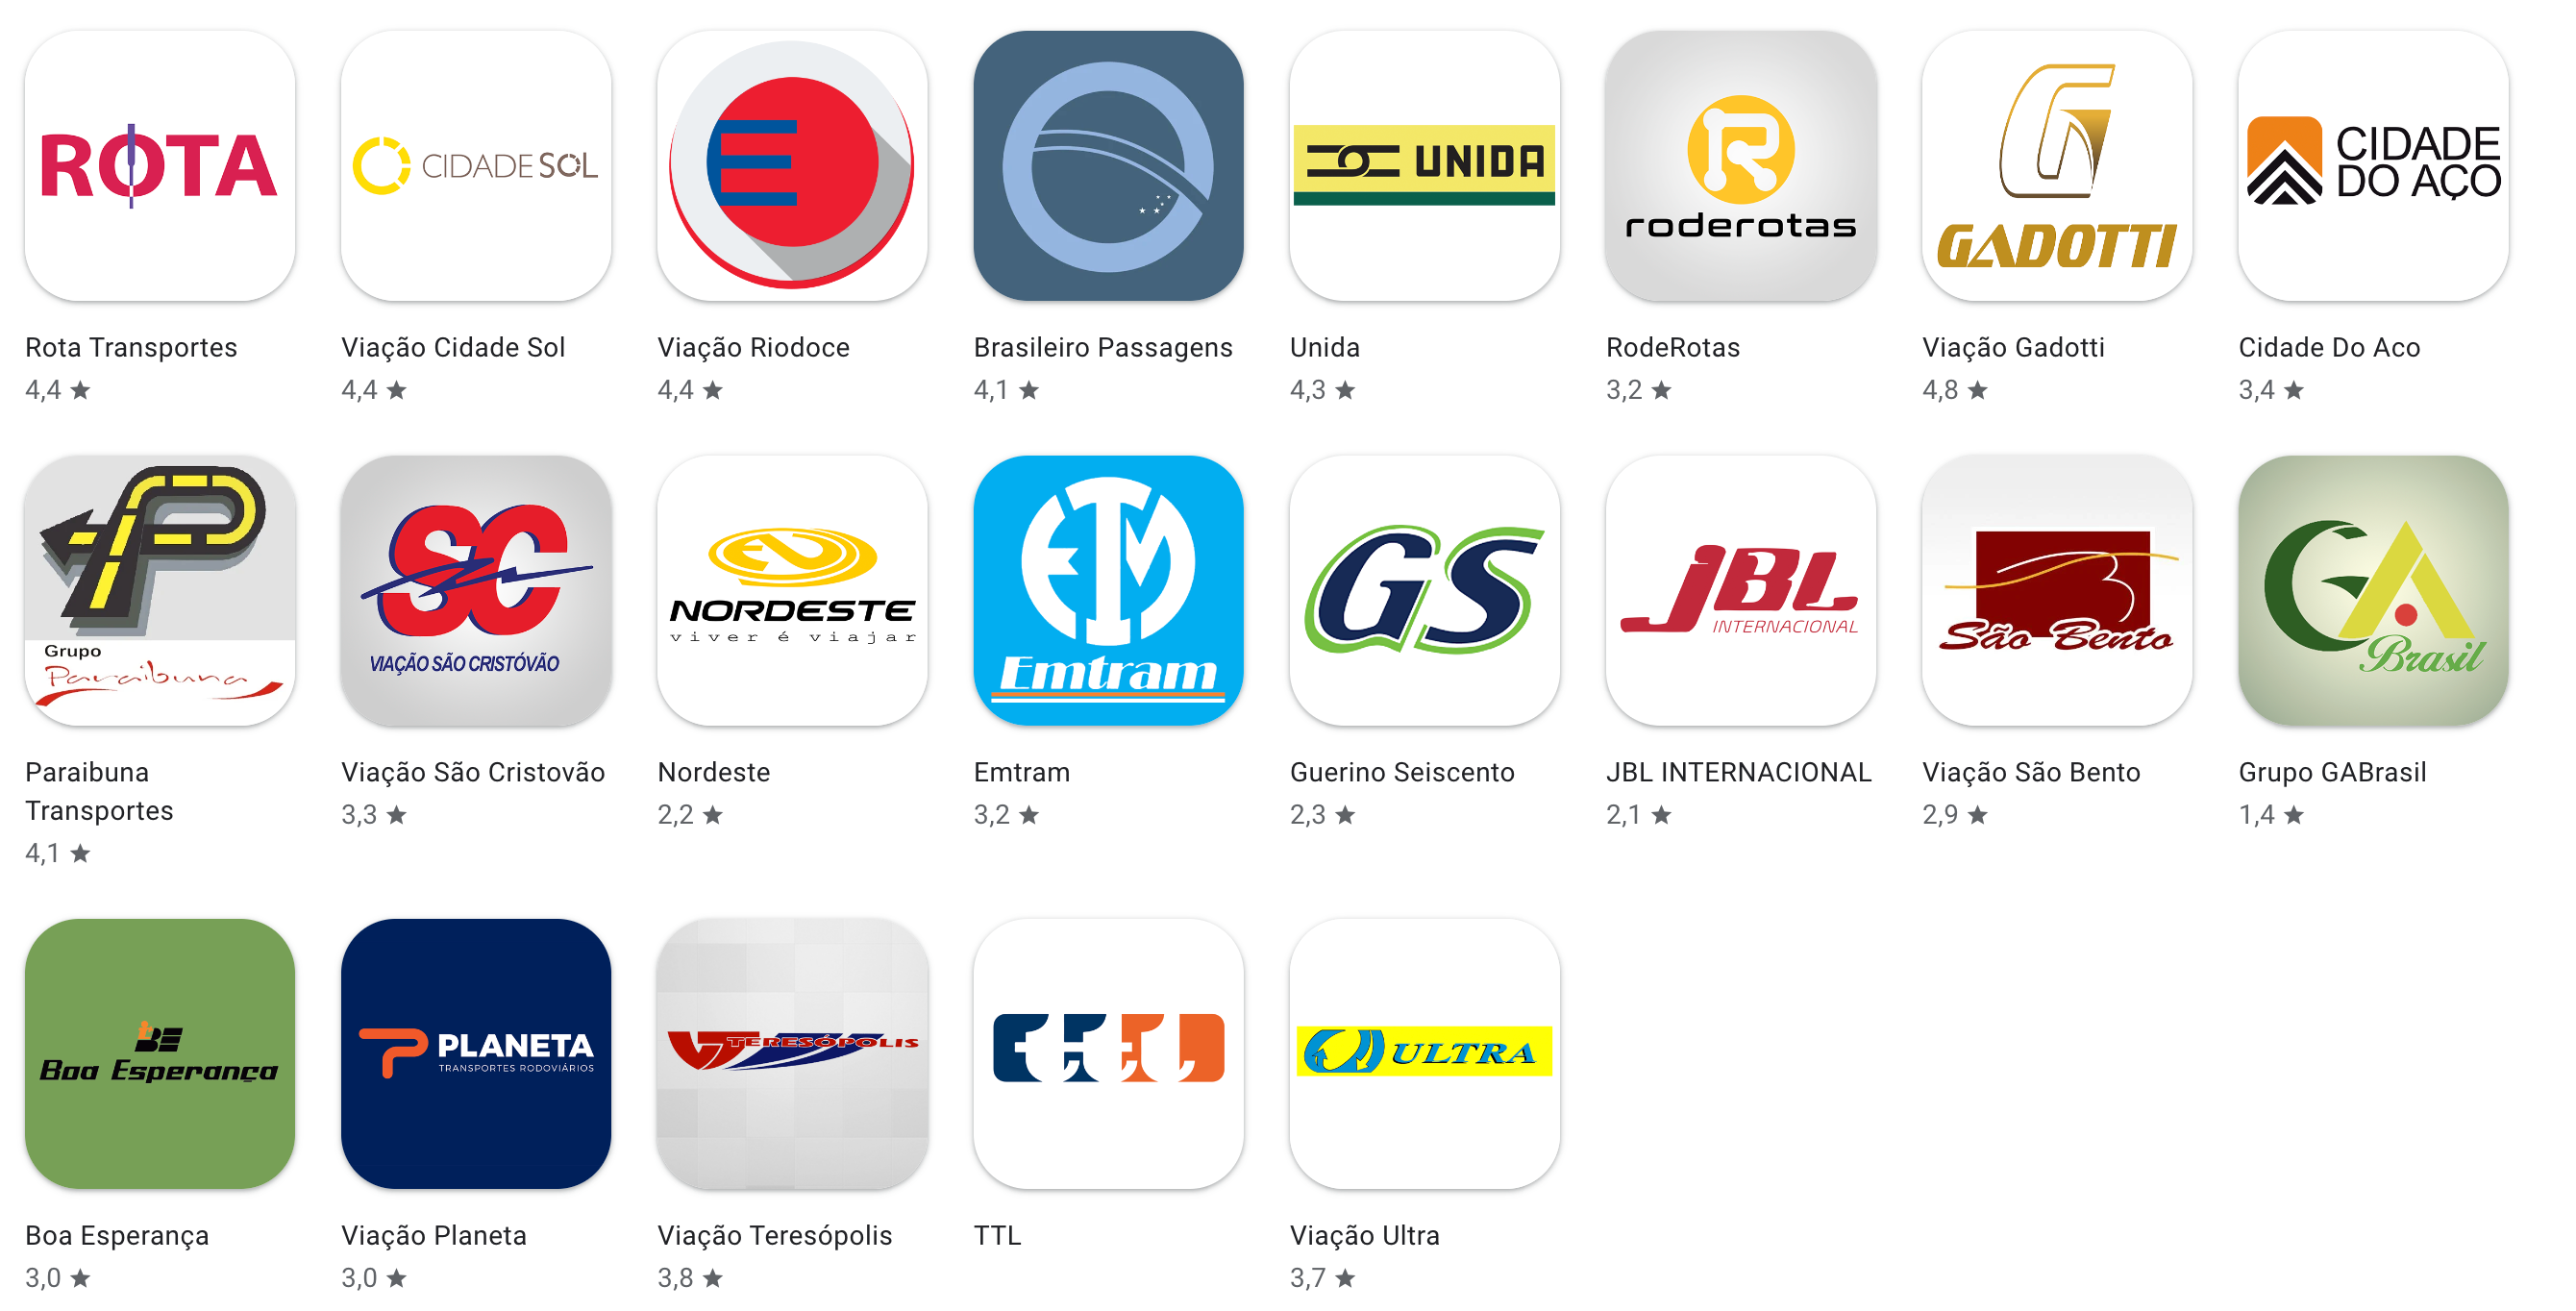 ROTA
CIDADE SOL
E
UNIDA
R
roderotas
G
GADOTTI
CIDADE
DO AÇO
Rota Transportes
Viação Cidade Sol
Viação Riodoce
Brasileiro Passagens
Unida
RodeRotas
Viação Gadotti
Cidade Do Aco
4,4 ★
4,4 ★
4,4 ★
4,1 ★
4,3 ★
3,2 ★
4,8 ★
3,4 ★
P
Grupo
Paraibuna
SC
VIAÇÃO SÃO CRISTÓVÃO
NORDESTE
viver é viajar
ETM
Emtram
GS
JBL
INTERNACIONAL
São Bento
GA
Brasil
Paraibuna
Transportes
Viação São Cristovão
Nordeste
Emtram
Guerino Seiscento
JBL INTERNACIONAL
Viação São Bento
Grupo GABrasil
4,1 ★
3,3 ★
2,2 ★
3,2 ★
2,3 ★
2,1 ★
2,9 ★
1,4 ★
BE
Boa Esperança
PLANETA
TRANSPORTES RODOVIÁRIOS
TERESÓPOLIS
ULTRA
Boa Esperança
Viação Planeta
Viação Teresópolis
TTL
Viação Ultra
3,0 ★
3,0 ★
3,8 ★
3,7 ★